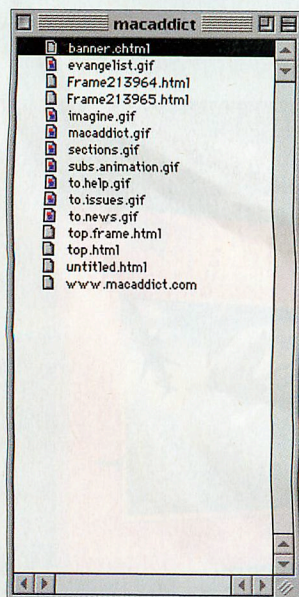 macaddict
banner.chtml
evangelist.gif
Frame213964.html
Frame213965.html
imagine.gif
macaddict.gif
sections.gif
subs.animation.gif
to.help.gif
to.issues.gif
to.news.gif
top.frame.html
top.html
untitled.html
www.macaddict.com